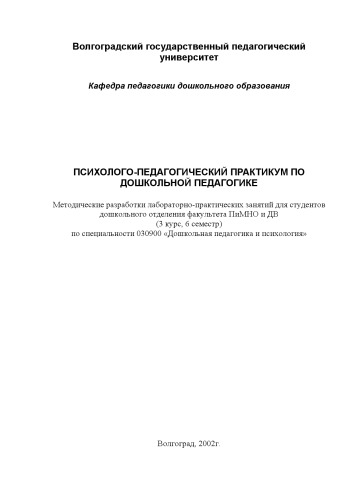 Волгоградский государственный педагогический
университет
Кафедра педагогики дошкольного образования
ПСИХОЛОГО-ПЕДАГОГИЧЕСКИЙ ПРАКТИКУМ ПО
ДОШКОЛЬНОЙ ПЕДАГОГИКЕ
Методические разработки лабораторно-практических занятий для студентов
дошкольного отделения факультета ПиМНО и ДВ
(3 курс, 6 семестр)
по специальности 030900 «Дошкольная педагогика и психология»
Волгоград, 2002г.